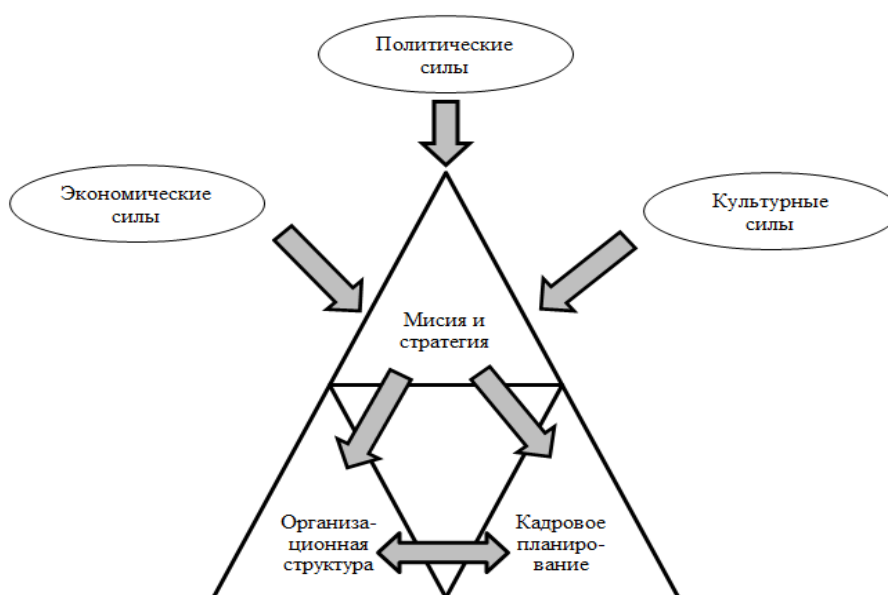 Политические
силы
Экономические
силы
Культурные
силы
Мисия и
стратегия
Организа-
ционная
структура
Кадровое
планиро-
вание